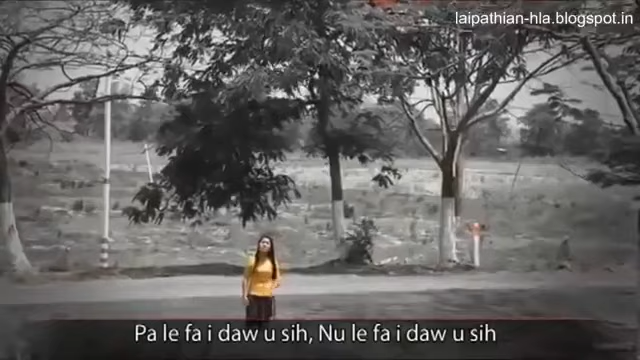 laipathian-hla.blogspot.in
Pa le fa i daw u sih, Nu le fa i daw u sih